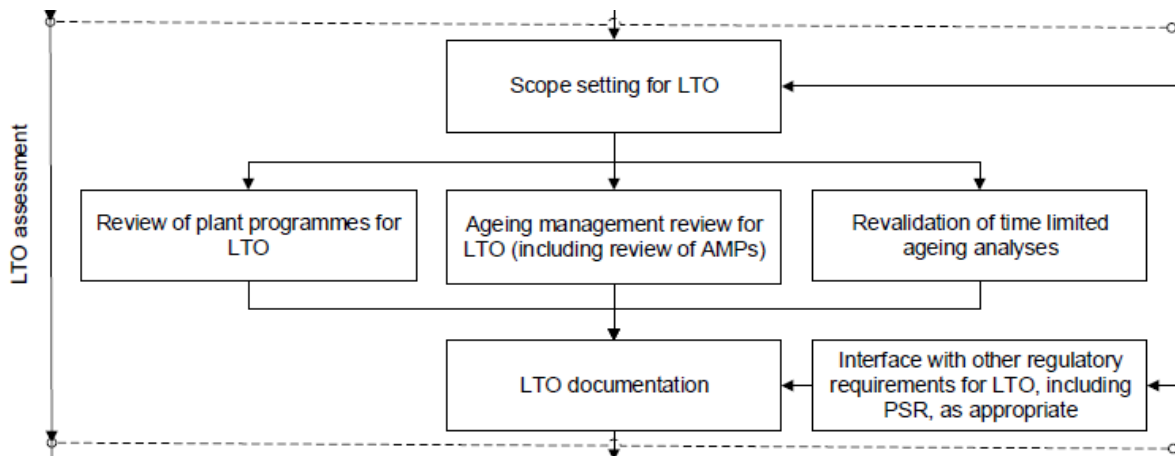 LTO assessment
Scope setting for LTO
Review of plant programmes for
LTO
Ageing management review for
LTO (including review of AMPs)
Revalidation of time limited
ageing analyses
LTO documentation
Interface with other regulatory
requirements for LTO, including
PSR, as appropriate